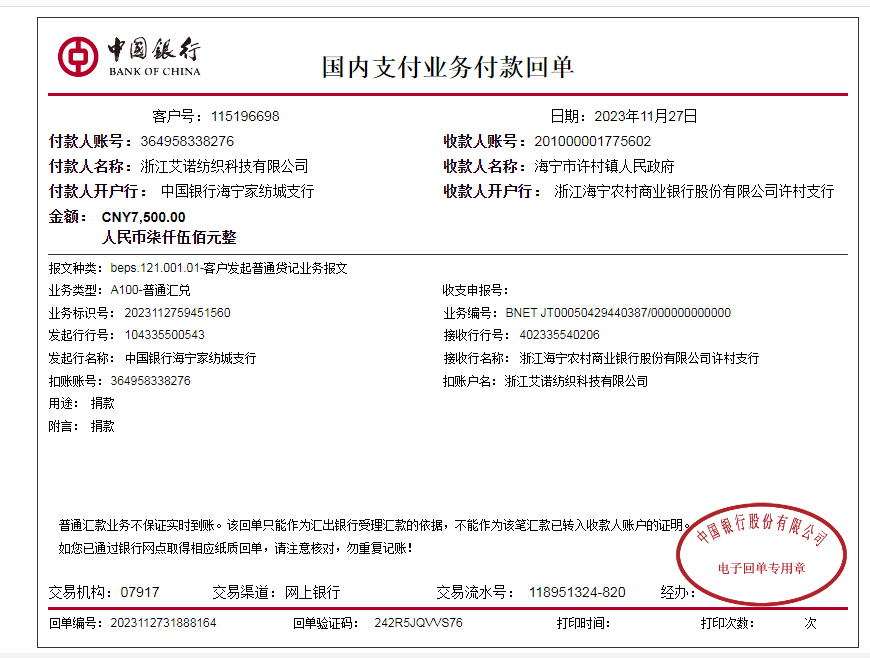 中国银行
BANK OF CHINA
国内支付业务付款回单
客户号：115196698 日期：2023年11月27日
付款人账号：364958338276 收款人账号：201000001775602
付款人名称：浙江艾诺纺织科技有限公司 收款人名称：海宁市许村镇人民政府
付款人开户行：中国银行海宁家纺城支行 收款人开户行：浙江海宁农村商业银行股份有限公司许村支行
金额：CNY7,500.00
人民币柒仟伍佰元整
报文种类：beps.121.001.01-客户发起普通贷记业务报文
业务类型：A100-普通汇兑 收支申报号：
业务标识号：2023112759451560 业务编号：BNET JT00050429440387/000000000000
发起行行号：104335500543 接收行行号：402335540206
发起行名称：中国银行海宁家纺城支行 接收行名称：浙江海宁农村商业银行股份有限公司许村支行
扣账账号：364958338276 扣账户名：浙江艾诺纺织科技有限公司
用途：捐款
附言：捐款
普通汇款业务不保证实时到账。该回单只能作为汇出银行受理汇款的依据，不能作为该笔汇款已转入收款人账户的证明。
如您已通过银行网点取得相应纸质回单，请注意核对，勿重复记账！
中国银行股份有限公司
电子回单专用章
交易机构：07917 交易渠道：网上银行 交易流水号：118951324-820 经办：
回单编号：2023112731888164 回单验证码：242R5JQVVS76 打印时间： 打印次数： 次